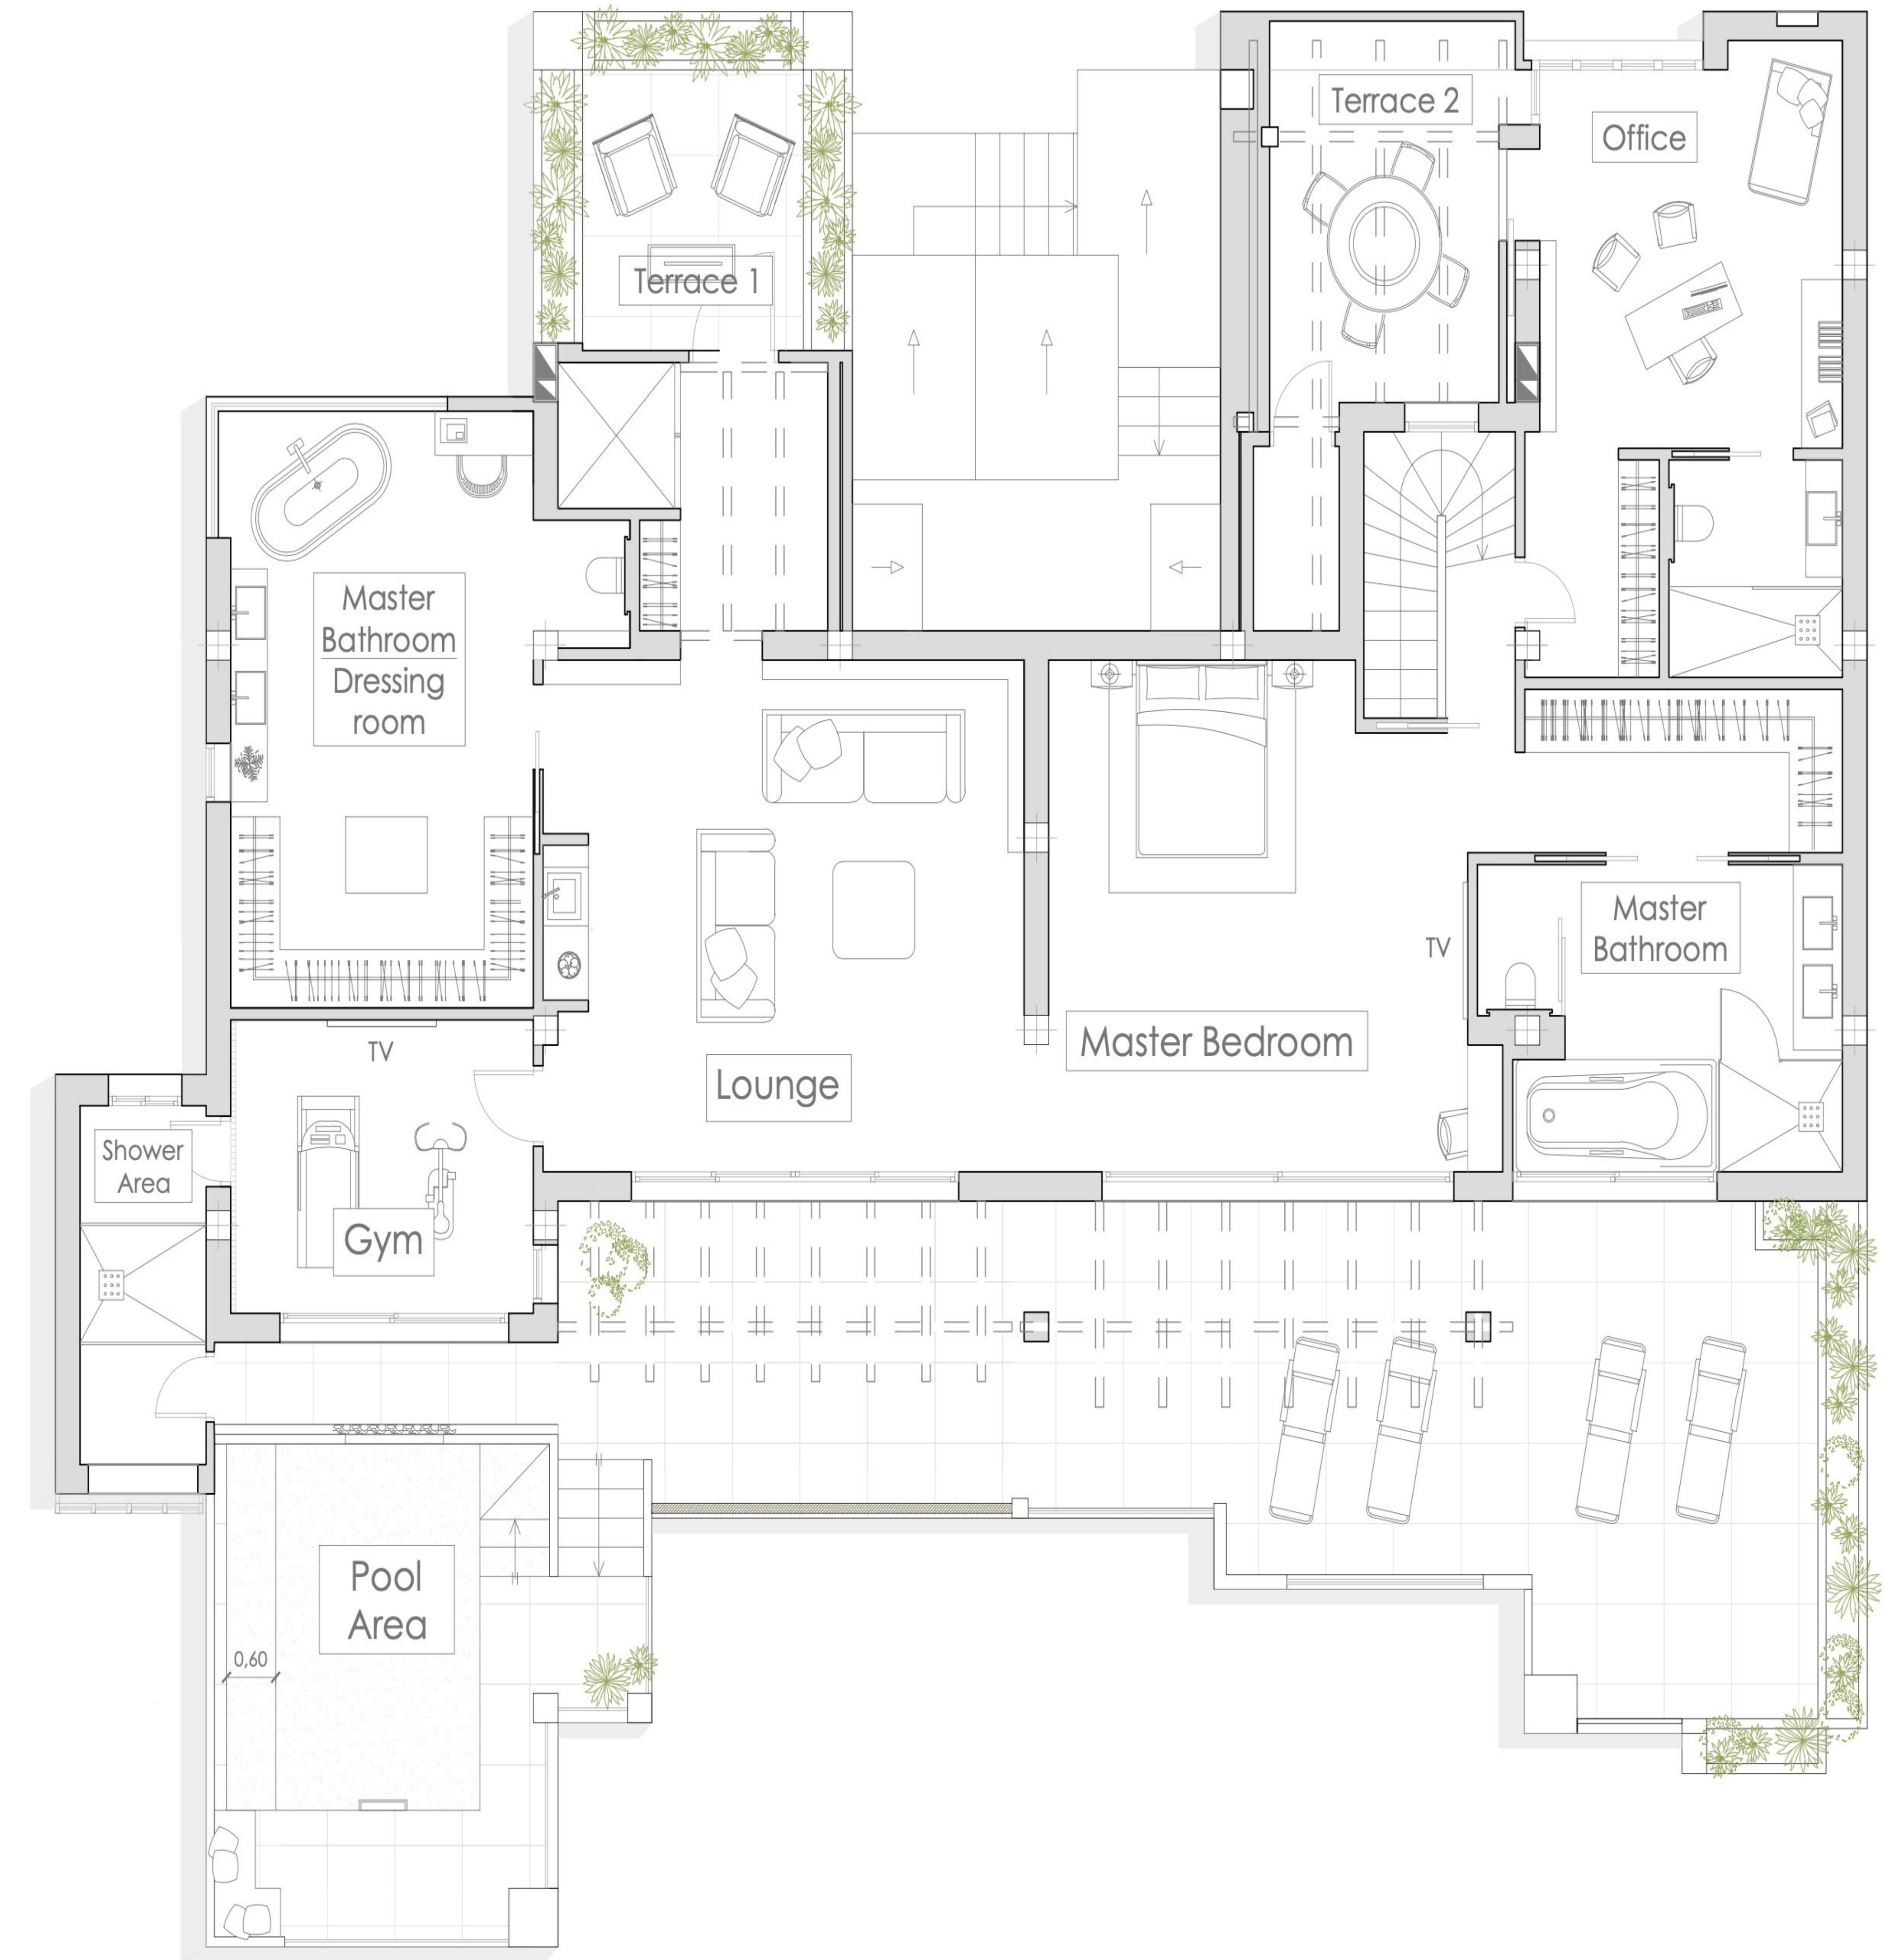 Terrace 2
Office
Terrace 1
Master
Bathroom
Dressing
room
Master
Bathroom
TV
Master Bedroom
TV
Lounge
Shower
Area
Gym
Pool
Area
0,60